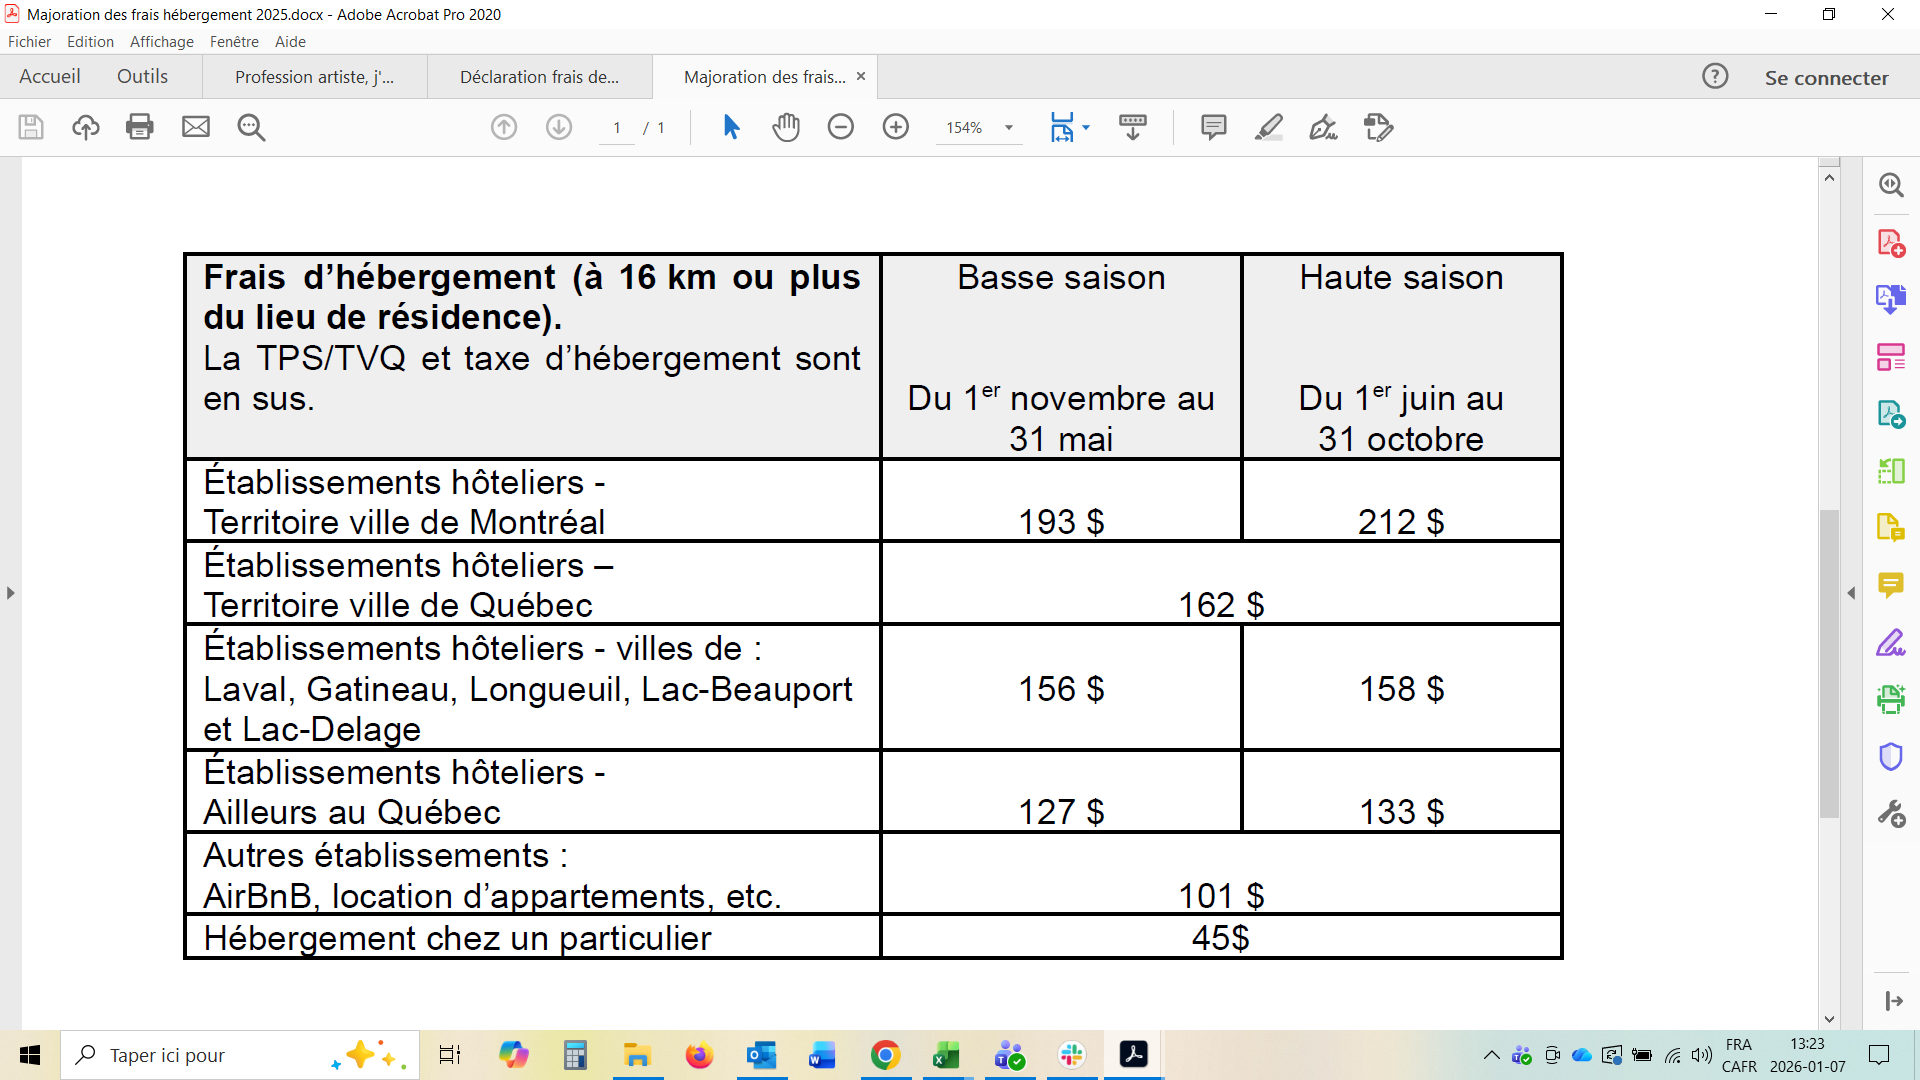 Majoration des frais hébergement 2025.docx - Adobe Acrobat Pro 2020
Fichier Edition Affichage Fenêtre Aide
Accueil Outils Profession artiste, j'... Déclaration frais de... Majoration des frais... × Se connecter
1 / 1 154%
Frais d’hébergement (à 16 km ou plus
du lieu de résidence).
La TPS/TVQ et taxe d’hébergement sont
en sus.
Basse saison
Du 1er novembre au
31 mai
Haute saison
Du 1er juin au
31 octobre
Établissements hôteliers -
Territoire ville de Montréal
193 $
212 $
Établissements hôteliers –
Territoire ville de Québec
162 $
Établissements hôteliers - villes de :
Laval, Gatineau, Longueuil, Lac-Beauport
et Lac-Delage
156 $
158 $
Établissements hôteliers -
Ailleurs au Québec
127 $
133 $
Autres établissements :
AirBnB, location d’appartements, etc.
101 $
Hébergement chez un particulier
45$
Taper ici pour
FRA
CAFR
13:23
2026-01-07